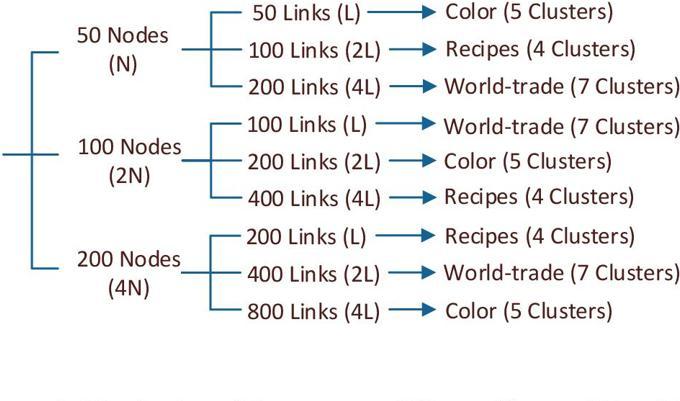 50 Links (L) Color (5 Clusters)
50 Nodes
(N)
100 Links (2L) Recipes (4 Clusters)
200 Links (4L) World-trade (7 Clusters)
100 Links (L) World-trade (7 Clusters)
100 Nodes
(2N)
200 Links (2L) Color (5 Clusters)
400 Links (4L) Recipes (4 Clusters)
200 Links (L) Recipes (4 Clusters)
200 Nodes
(4N)
400 Links (2L) World-trade (7 Clusters)
800 Links (4L) Color (5 Clusters)